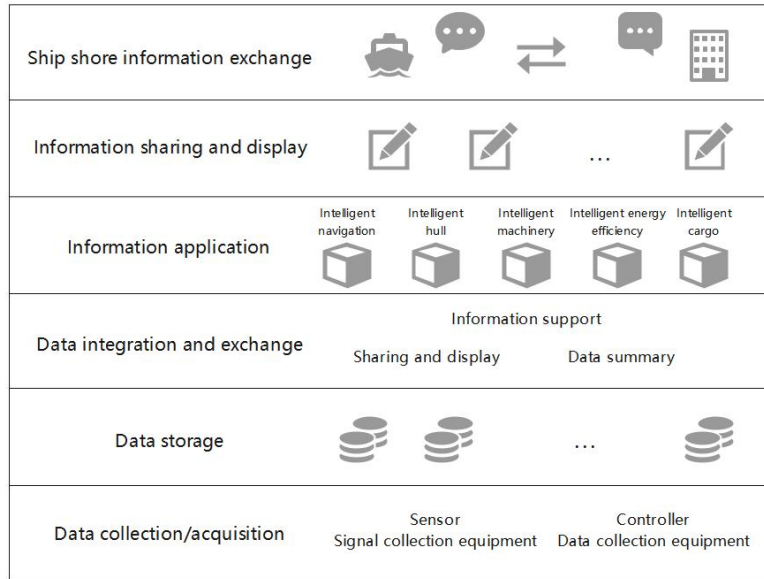 Ship shore information exchange
Information sharing and display
...
Information application
Intelligent navigation
Intelligent hull
Intelligent machinery
Intelligent energy efficiency
Intelligent cargo
Data integration and exchange
Information support
Sharing and display
Data summary
Data storage
...
Data collection/acquisition
Sensor
Signal collection equipment
Controller
Data collection equipment